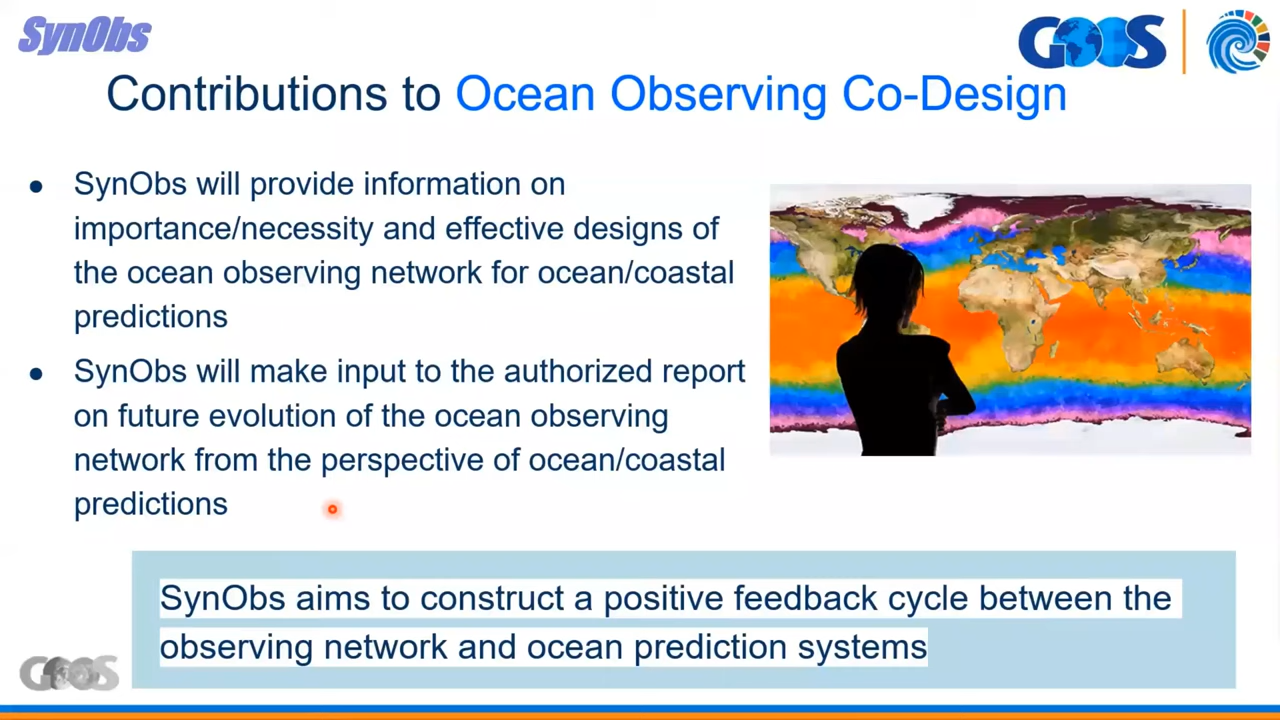 SynObs
GOOS
Contributions to Ocean Observing Co-Design
● SynObs will provide information on
importance/necessity and effective designs of
the ocean observing network for ocean/coastal
predictions
● SynObs will make input to the authorized report
on future evolution of the ocean observing
network from the perspective of ocean/coastal
predictions
SynObs aims to construct a positive feedback cycle between the
observing network and ocean prediction systems
GOOS